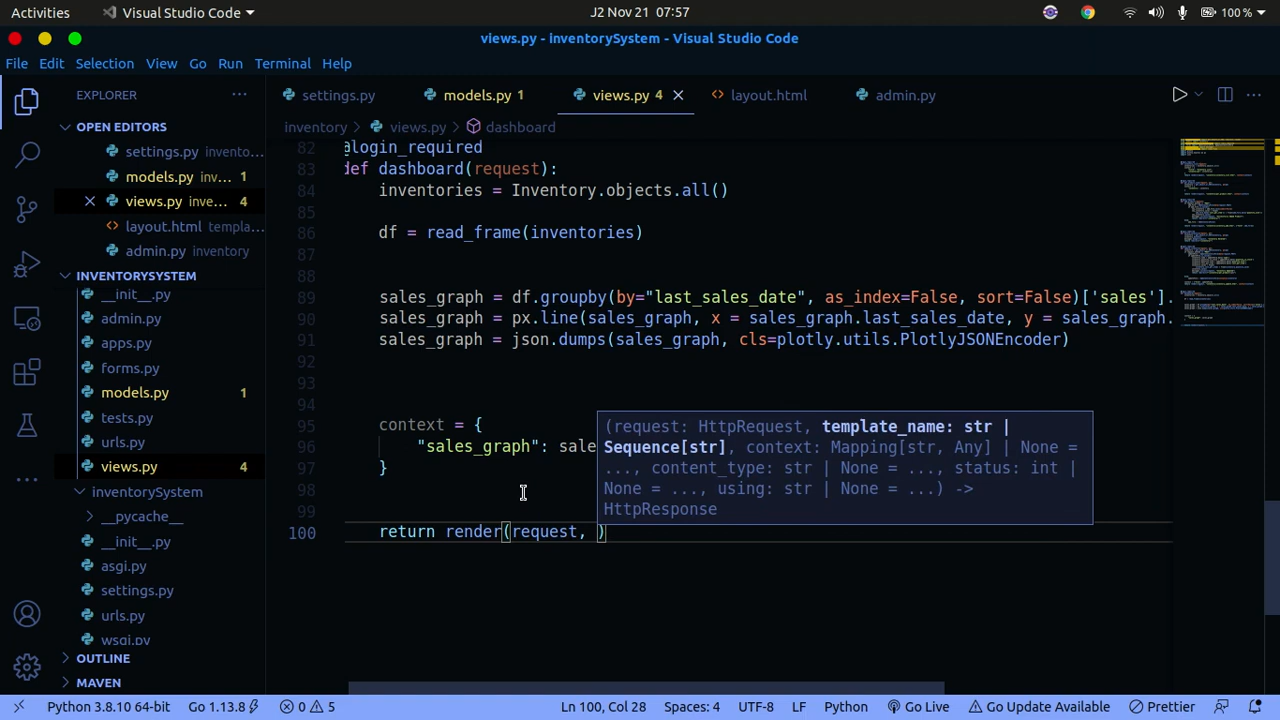 Activities
Visual Studio Code
J2 Nov 21 07:57
100 %
views.py - inventorySystem - Visual Studio Code
File Edit Selection View Go Run Terminal Help
EXPLORER
OPEN EDITORS
settings.py invento...
models.py inv... 1
views.py inve... 4
layout.html templa...
admin.py inventory
INVENTORYSYSTEM
__init__.py
admin.py
apps.py
forms.py
models.py 1
tests.py
urls.py
views.py 4
inventorySystem
__pycache__
__init__.py
asgi.py
settings.py
urls.py
wsgi.py
OUTLINE
MAVEN
settings.py models.py 1 views.py 4 layout.html admin.py
inventory > views.py > dashboard
82 @login_required
83 def dashboard(request):
84 inventories = Inventory.objects.all()
85
86 df = read_frame(inventories)
87
88
89 sales_graph = df.groupby(by="last_sales_date", as_index=False, sort=False)['sales'].
90 sales_graph = px.line(sales_graph, x = sales_graph.last_sales_date, y = sales_graph.
91 sales_graph = json.dumps(sales_graph, cls=plotly.utils.PlotlyJSONEncoder)
92
93
94
95 context = {
96 "sales_graph": sale
97 }
98
99
100 return render(request, )
(request: HttpRequest, template_name: str |
Sequence[str], context: Mapping[str, Any] | None =
..., content_type: str | None = ..., status: int |
None = ..., using: str | None = ...) ->
HttpResponse
Python 3.8.10 64-bit Go 1.13.8 0 5 Ln 100, Col 28 Spaces: 4 UTF-8 LF Python Go Live Go Update Available Prettier